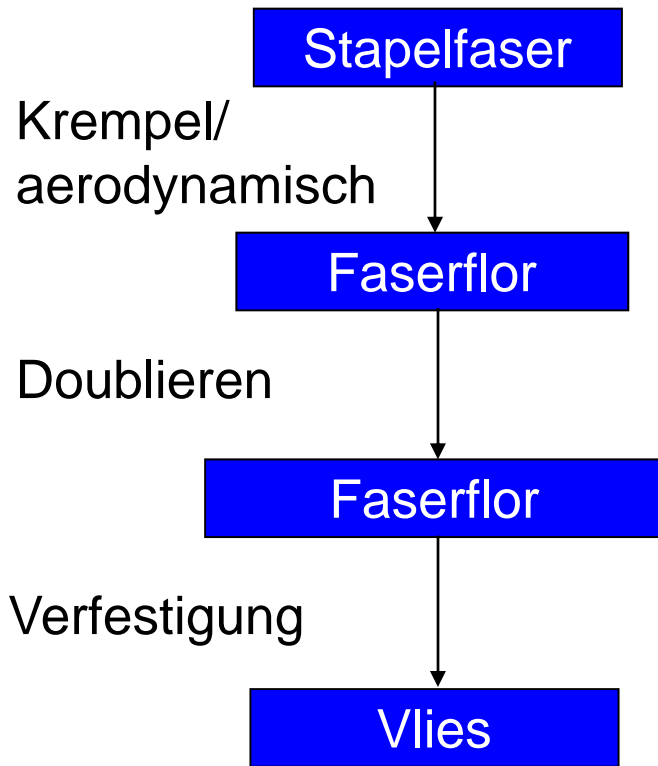 Stapelfaser
Krempel/
aerodynamisch
Faserflor
Doublieren
Faserflor
Verfestigung
Vlies